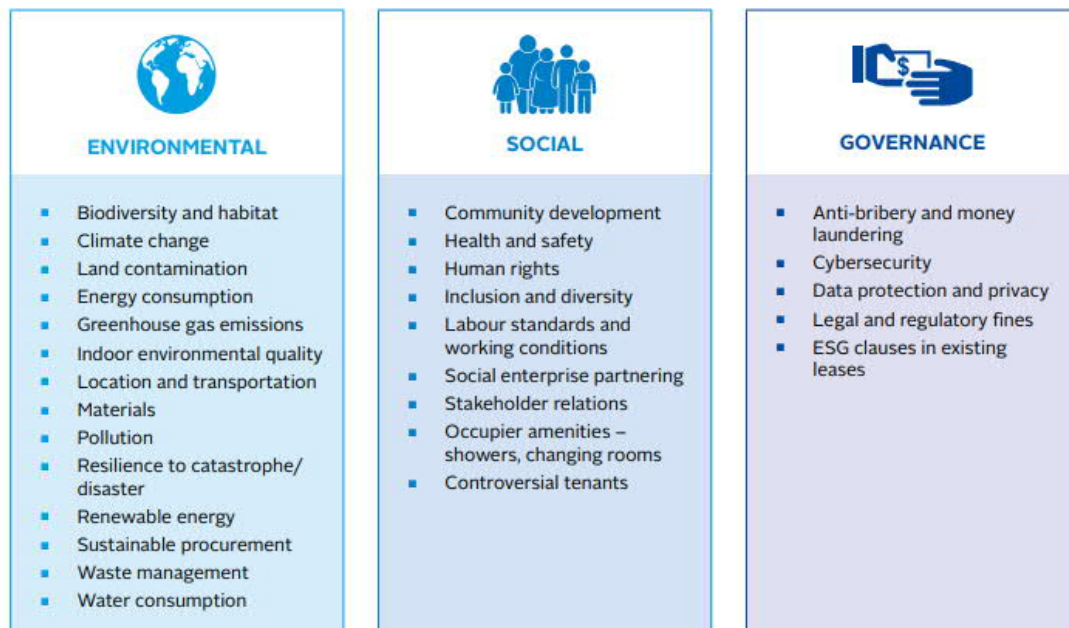 ENVIRONMENTAL
Biodiversity and habitat
Climate change
Land contamination
Energy consumption
Greenhouse gas emissions
Indoor environmental quality
Location and transportation
Materials
Pollution
Resilience to catastrophe/
disaster
Renewable energy
Sustainable procurement
Waste management
Water consumption
SOCIAL
Community development
Health and safety
Human rights
Inclusion and diversity
Labour standards and
working conditions
Social enterprise partnering
Stakeholder relations
Occupier amenities –
showers, changing rooms
Controversial tenants
$
GOVERNANCE
Anti-bribery and money
laundering
Cybersecurity
Data protection and privacy
Legal and regulatory fines
ESG clauses in existing
leases